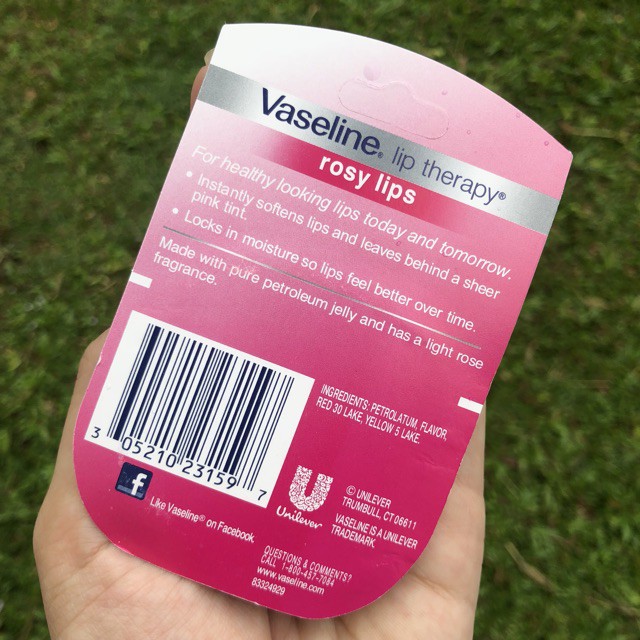 Vaseline® lip therapy®
rosy lips
For healthy looking lips today and tomorrow.
• Instantly softens lips and leaves behind a sheer
pink tint.
• Locks in moisture so lips feel better over time.
Made with pure petroleum jelly and has a light rose
fragrance.
INGREDIENTS: PETROLATUM, FLAVOR,
RED 30 LAKE, YELLOW 5 LAKE.
3 05210 23159 7
f
Like Vaseline® on Facebook
Unilever
© UNILEVER
TRUMBULL, CT 06611
VASELINE IS A UNILEVER
TRADEMARK
QUESTIONS & COMMENTS?
CALL 1-800-457-7084
www.vaseline.com
83324929